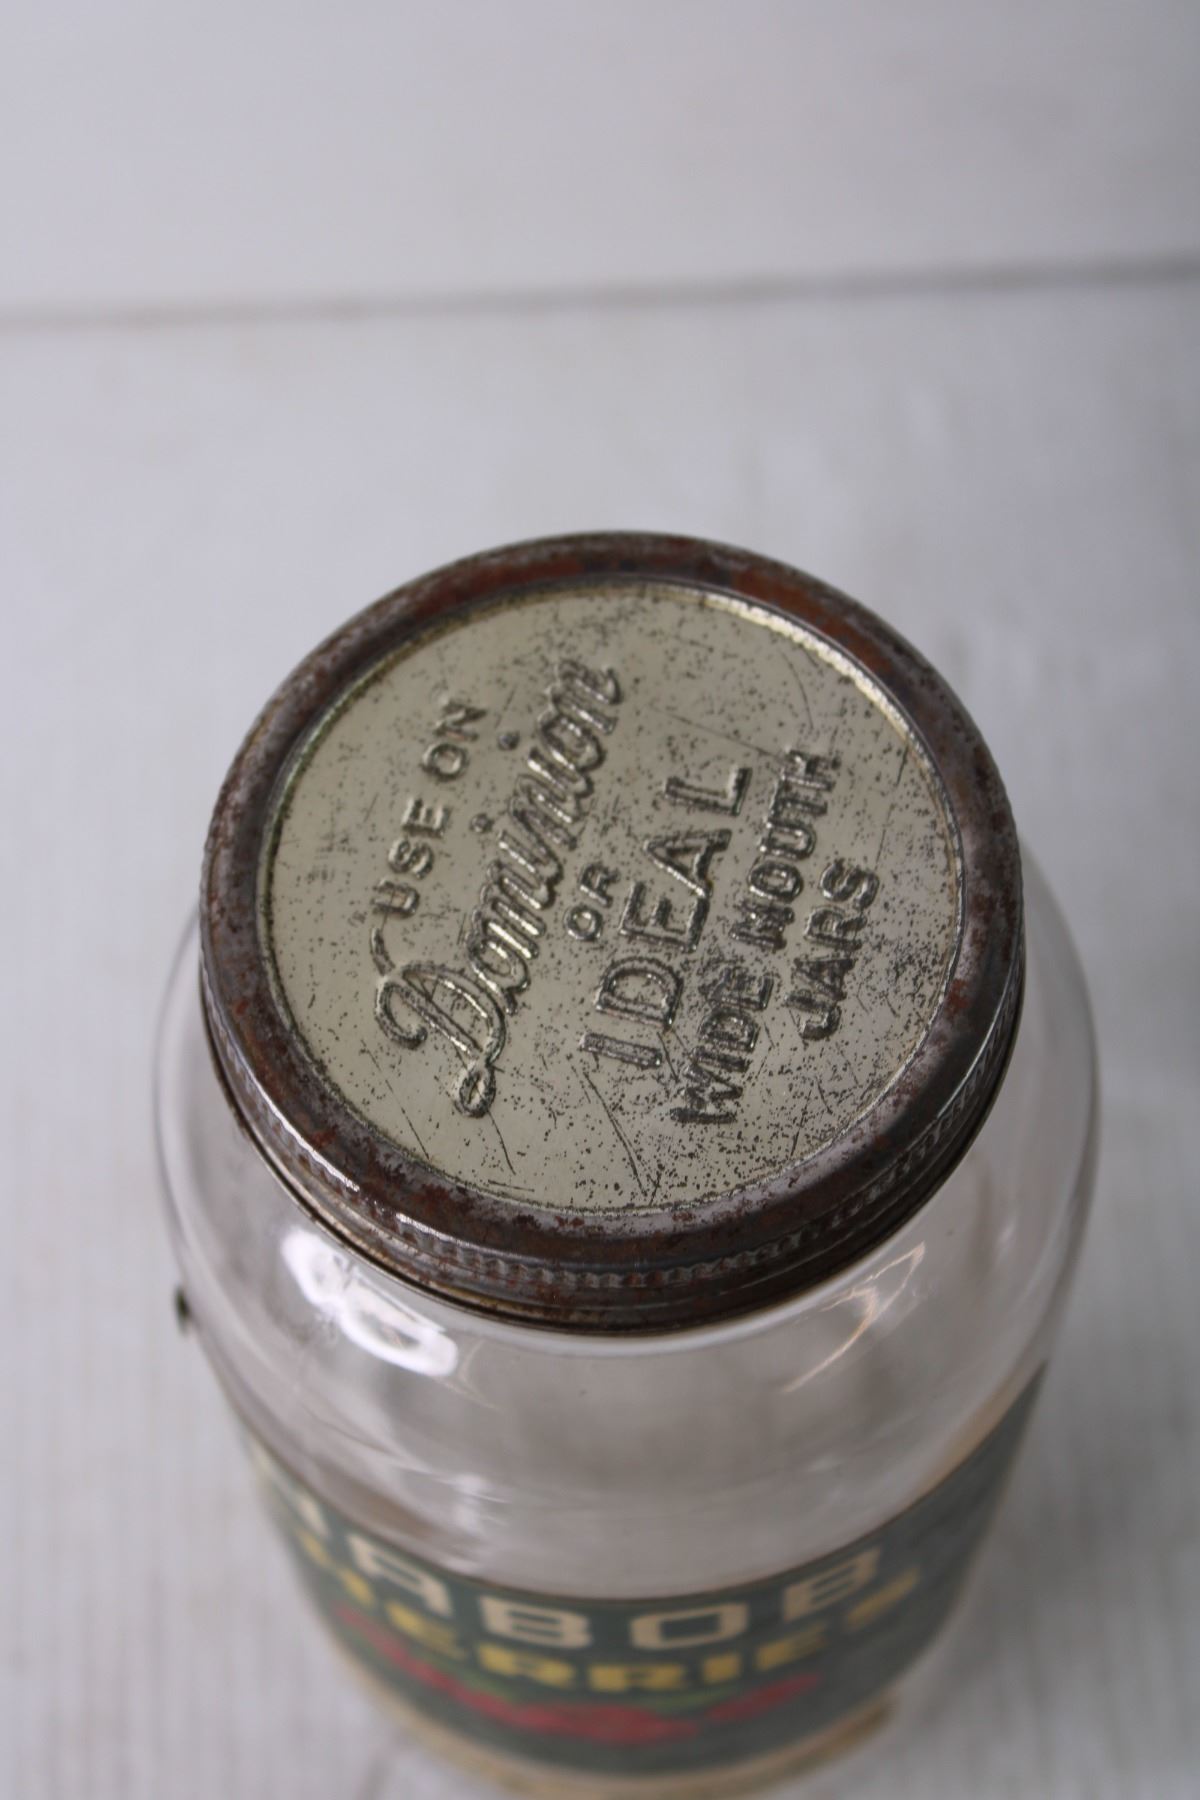 USE ON
Dominion
OR
IDEAL
WIDE MOUTH
JARS